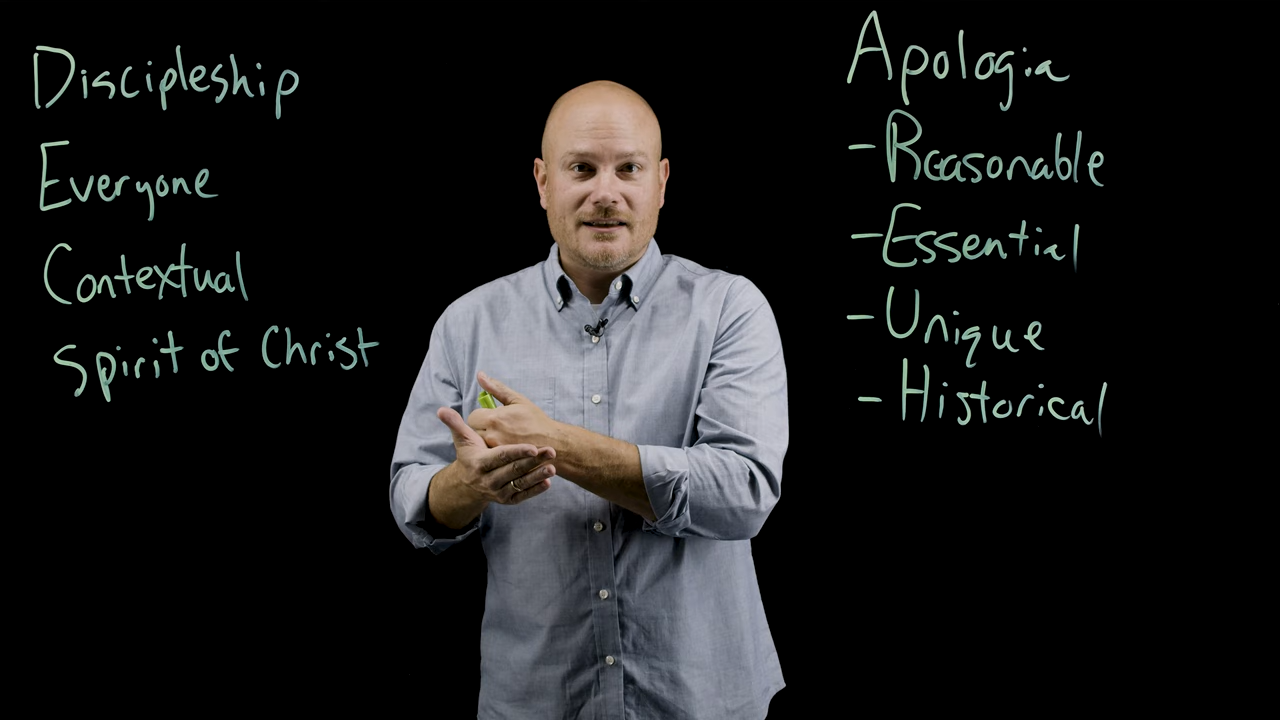 Discipleship
Everyone
Contextual
Spirit of Christ
Apologia
-Reasonable
-Essential
-Unique
-Historical